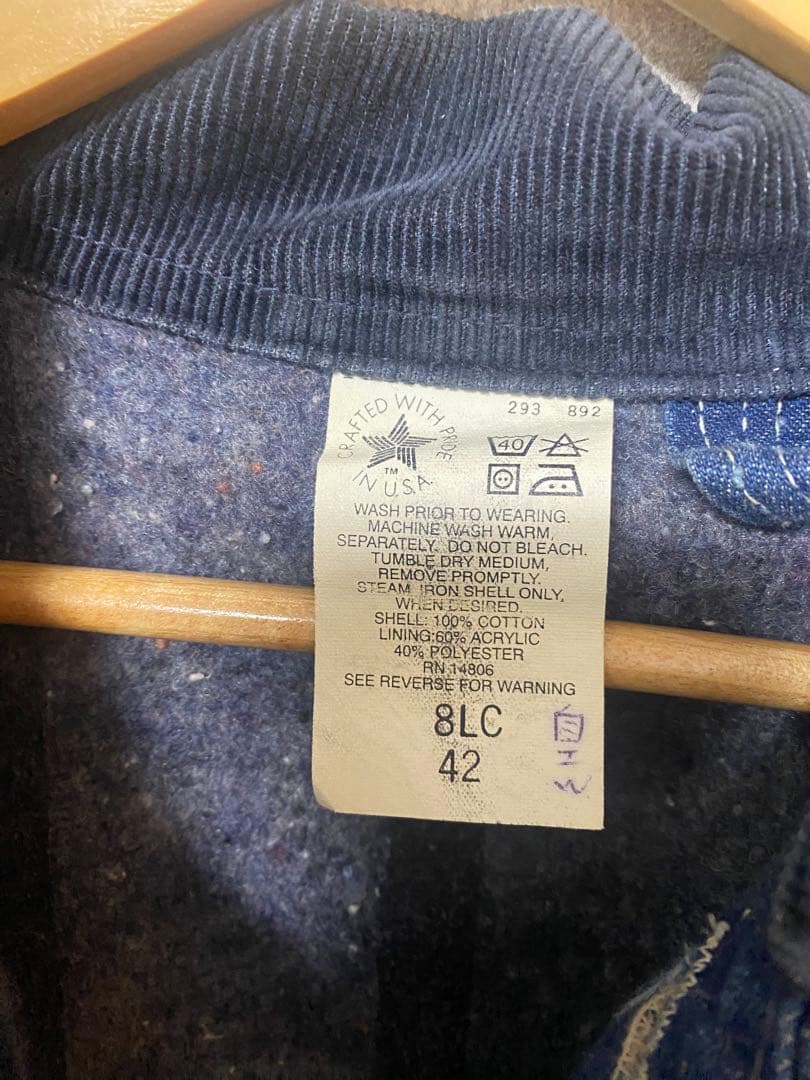 CRAFTED WITH PRIDE
IN U.S.A.
TM
293 892
40
WASH PRIOR TO WEARING.
MACHINE WASH WARM,
SEPARATELY. DO NOT BLEACH.
TUMBLE DRY MEDIUM,
REMOVE PROMPTLY.
STEAM IRON SHELL ONLY,
WHEN DESIRED.
SHELL: 100% COTTON
LINING:60% ACRYLIC
40% POLYESTER
RN 14806
SEE REVERSE FOR WARNING
8LC
42